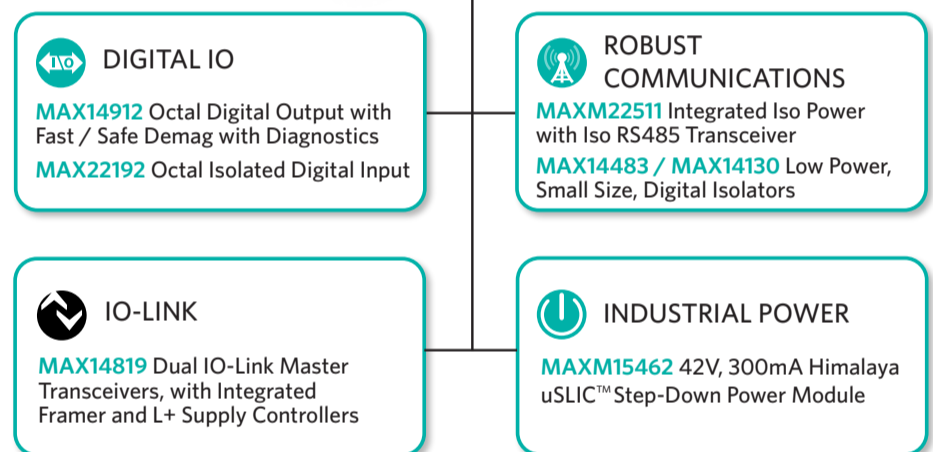 I/O
DIGITAL IO
MAX14912 Octal Digital Output with
Fast / Safe Demag with Diagnostics
MAX22192 Octal Isolated Digital Input
ROBUST
COMMUNICATIONS
MAXM22511 Integrated Iso Power
with Iso RS485 Transceiver
MAX14483 / MAX14130 Low Power,
Small Size, Digital Isolators
IO-LINK
MAX14819 Dual IO-Link Master
Transceivers, with Integrated
Framer and L+ Supply Controllers
INDUSTRIAL POWER
MAXM15462 42V, 300mA Himalaya
uSLIC™ Step-Down Power Module